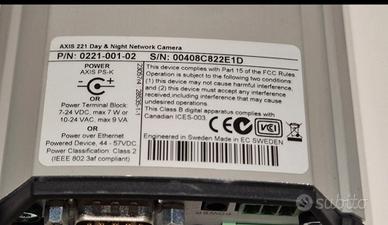 AXIS 221 Day & Night Network Camera
P/N: 0221-001-02 S/N: 00408C822E1D
POWER
AXIS PS-K
OR
Power Terminal Block:
7-24 VDC, max 7 W or
10-24 VAC, max 9 VA
OR
Power over Ethernet
Powered Device, 44 - 57VDC
Power Classification: Class 2
(IEEE 802.3af compliant)
This device complies with Part 15 of the FCC Rules.
Operation is subject to the following two conditions
(1) this device may not cause harmful interference,
and (2) this device must accept any interference
received, including interference that may cause
undesired operation.
This Class B digital apparatus complies with
Canadian ICES-003.
CE
VCI
Engineered in Sweden Made in EC SWEDEN
subito